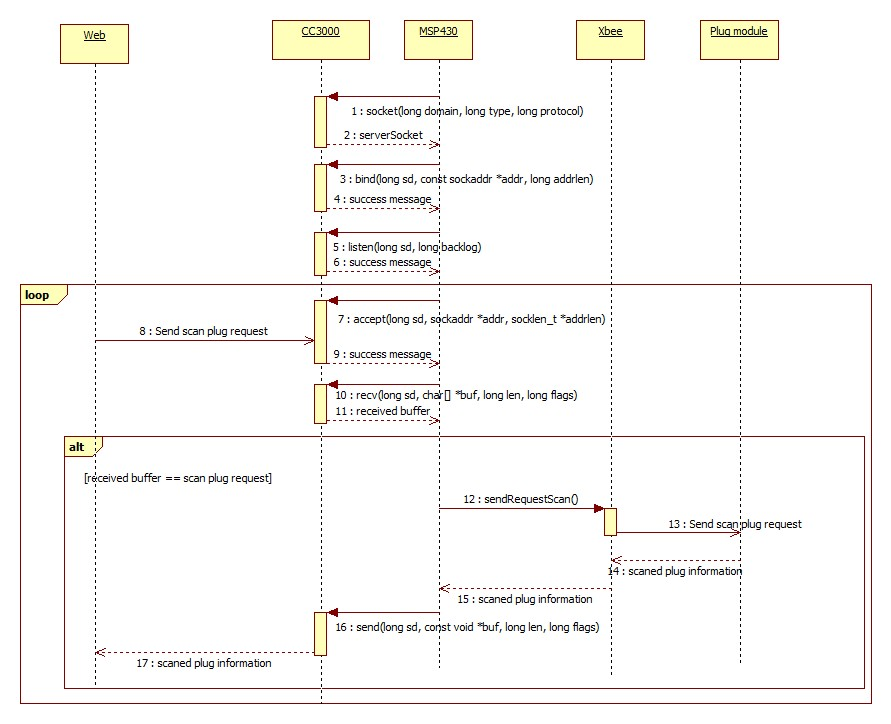 Web
CC3000
MSP430
Xbee
Plug module
1 : socket(long domain, long type, long protocol)
2 : serverSocket
3 : bind(long sd, const sockaddr *addr, long addrlen)
4 : success message
5 : listen(long sd, long backlog)
6 : success message
loop
7 : accept(long sd, sockaddr *addr, socklen_t *addrlen)
8 : Send scan plug request
9 : success message
10 : recv(long sd, char[] *buf, long len, long flags)
11 : received buffer
alt
[received buffer == scan plug request]
12 : sendRequestScan()
13 : Send scan plug request
14 : scaned plug information
15 : scaned plug information
16 : send(long sd, const void *buf, long len, long flags)
17 : scaned plug information